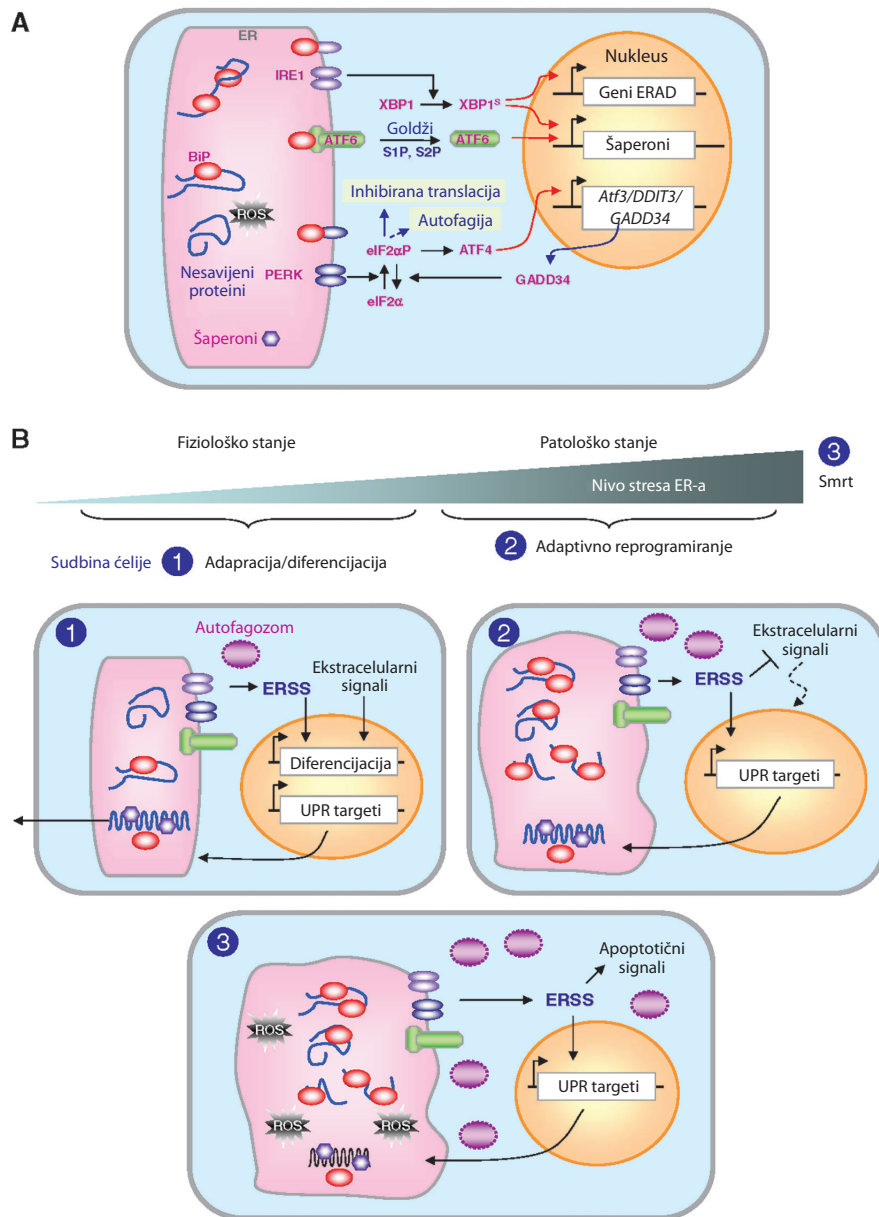 A
ER
IRE1
XBP1
XBP1ˢ
ATF6
Goldži
S1P, S2P
ATF6
BiP
ROS
Nesavijeni
proteini
PERK
Šaperoni
Inhibirana translacija
Autofagija
eIF2αP
ATF4
eIF2α
GADD34
Nukleus
Geni ERAD
Šaperoni
Atf3/DDIT3/
GADD34
B
Fiziološko stanje
Patološko stanje
Nivo stresa ER-a
3
Smrt
Sudbina ćelije
1
Adapracija/diferencijacija
2
Adaptivno reprogramiranje
1
Autofagozom
Ekstracelularni
signali
ERSS
Diferencijacija
UPR targeti
2
Ekstracelularni
signali
ERSS
UPR targeti
3
Apoptotični
signali
ERSS
ROS
UPR targeti
ROS
ROS